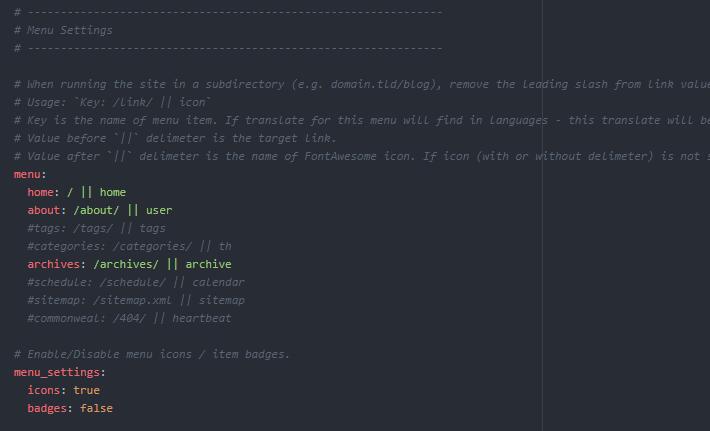 # ---------------------------------------------------------------
# Menu Settings
# ---------------------------------------------------------------
# When running the site in a subdirectory (e.g. domain.tld/blog), remove the leading slash from link value
# Usage: `Key: /link/ || icon`
# Key is the name of menu item. If translate for this menu will find in languages - this translate will be
# Value before `||` delimeter is the target link.
# Value after `||` delimeter is the name of FontAwesome icon. If icon (with or without delimeter) is not s
menu:
  home: / || home
  about: /about/ || user
  #tags: /tags/ || tags
  #categories: /categories/ || th
  archives: /archives/ || archive
  #schedule: /schedule/ || calendar
  #sitemap: /sitemap.xml || sitemap
  #commonweal: /404/ || heartbeat
# Enable/Disable menu icons / item badges.
menu_settings:
  icons: true
  badges: false